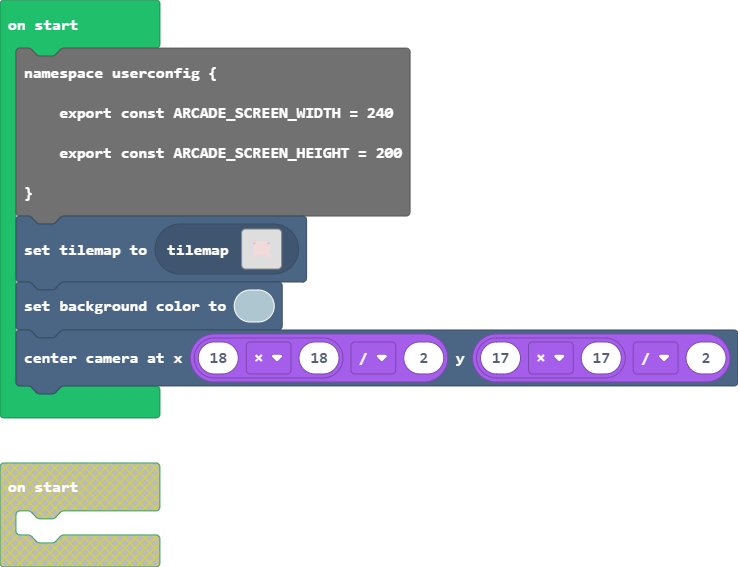 on start
namespace userconfig {
export const ARCADE_SCREEN_WIDTH = 240
export const ARCADE_SCREEN_HEIGHT = 200
}
set tilemap to tilemap
set background color to
center camera at x 18 × 18 / 2 y 17 × 17 / 2
on start